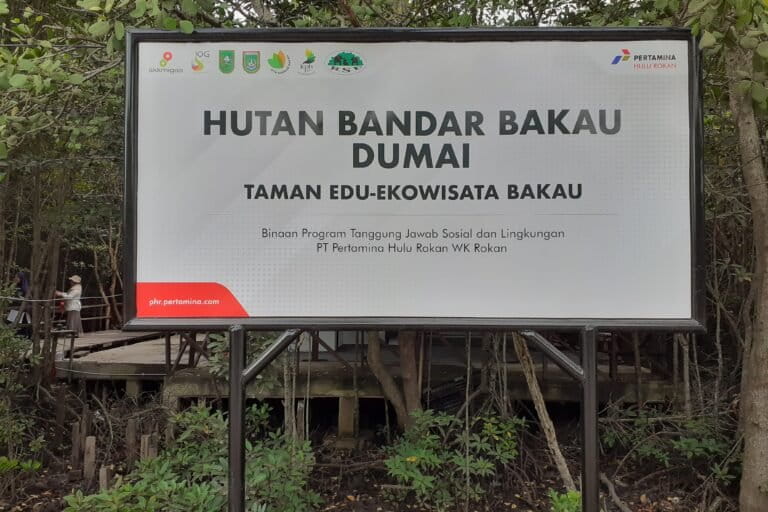 skkmigas
PERTAMINA
HULU ROKAN
HUTAN BANDAR BAKAU
DUMAI
TAMAN EDU-EKOWISATA BAKAU
Binaan Program Tanggung Jawab Sosial dan Lingkungan
PT Pertamina Hulu Rokan WK Rokan
phr.pertamina.com